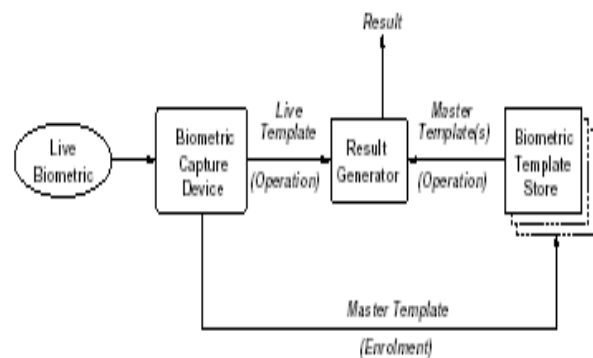 Result
Live
Biometric
Biometric
Capture
Device
Live
Template
(Operation)
Result
Generator
Master
Template(s)
(Operation)
Biometric
Template
Store
Master Template
(Enrolment)